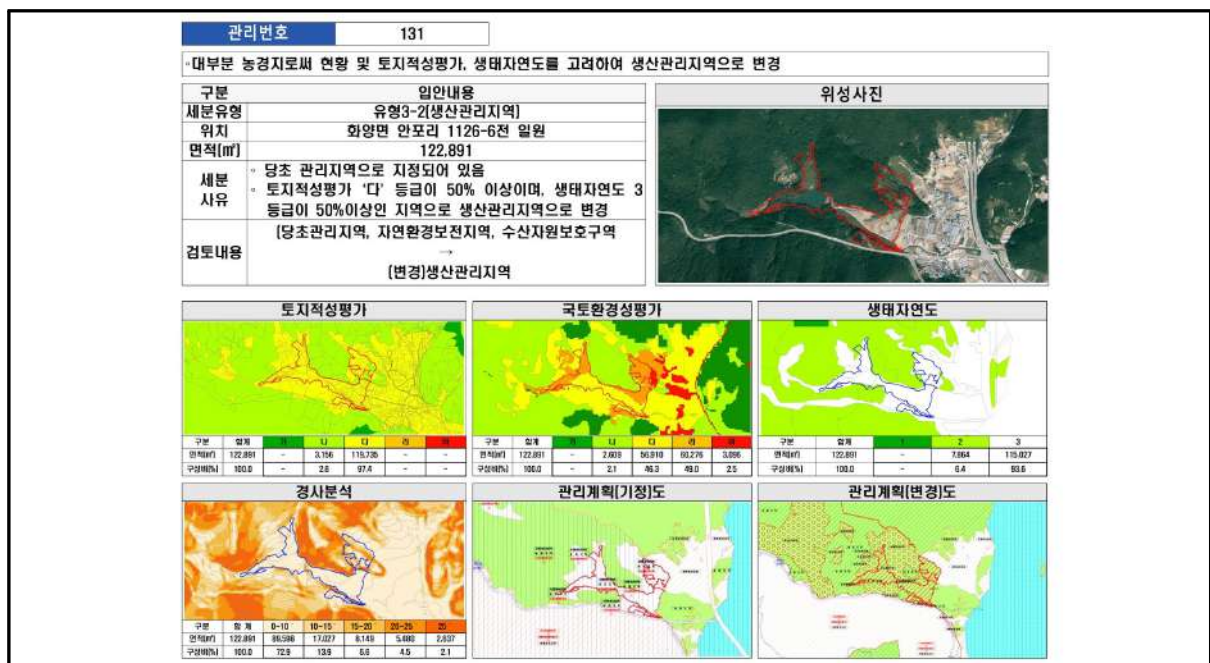 관리번호 131
◦대부분 농경지로써 현황 및 토지적성평가, 생태자연도를 고려하여 생산관리지역으로 변경
구분 입안내용
세분유형 유형3-2(생산관리지역)
위치 화양면 안포리 1126-6전 일원
면적(㎡) 122,891
세분사유
◦ 당초 관리지역으로 지정되어 있음
◦ 토지적성평가 ‘다’ 등급이 50% 이상이며, 생태자연도 3
등급이 50%이상인 지역으로 생산관리지역으로 변경
검토내용
(당초관리지역, 자연환경보전지역, 수산자원보호구역
→
(변경)생산관리지역
위성사진
토지적성평가
구분 합계 가 나 다 라 마
면적(㎡) 122,891 - 3,156 119,735 - -
구성비(%) 100.0 - 2.6 97.4 - -
국토환경성평가
구분 합계 가 나 다 라 마
면적(㎡) 122,891 - 2,609 56,910 60,276 3,096
구성비(%) 100.0 - 2.1 46.3 49.0 2.5
생태자연도
구분 합계 1 2 3
면적(㎡) 122,891 - 7,864 115,027
구성비(%) 100.0 - 6.4 93.6
경사분석
구분 합 계 0~10 10~15 15~20 20~25 25
면적(㎡) 122,891 17,027 8,149
구성비(%) 100.0 72.9 13.9 6.6 4.5 2.1
관리계획(기정)도
관리계획(변경)도